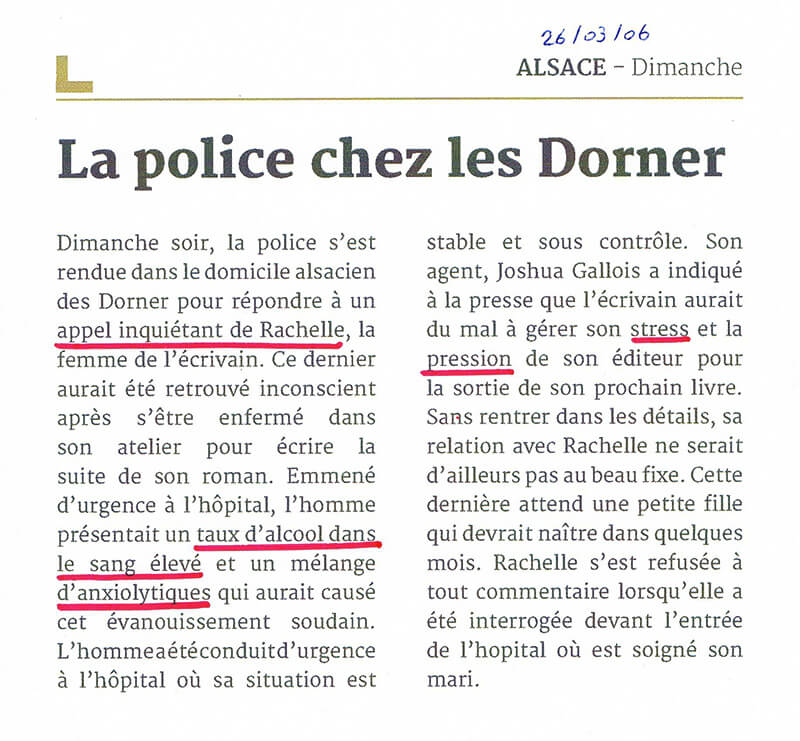 26/03/06
ALSACE – Dimanche
La police chez les Dorner
Dimanche soir, la police s’est
rendue dans le domicile alsacien
des Dorner pour répondre à un
appel inquiétant de Rachelle, la
femme de l’écrivain. Ce dernier
aurait été retrouvé inconscient
après s’être enfermé dans
son atelier pour écrire la
suite de son roman. Emmené
d’urgence à l’hôpital, l’homme
présentait un taux d’alcool dans
le sang élevé et un mélange
d’anxiolytiques qui aurait causé
cet évanouissement soudain.
L’homme a été conduit d’urgence
à l’hôpital où sa situation est
stable et sous contrôle. Son
agent, Joshua Gallois a indiqué
à la presse que l’écrivain aurait
du mal à gérer son stress et la
pression de son éditeur pour
la sortie de son prochain livre.
Sans rentrer dans les détails, sa
relation avec Rachelle ne serait
d’ailleurs pas au beau fixe. Cette
dernière attend une petite fille
qui devrait naître dans quelques
mois. Rachelle s’est refusée à
tout commentaire lorsqu’elle a
été interrogée devant l’entrée
de l’hopital où est soigné son
mari.